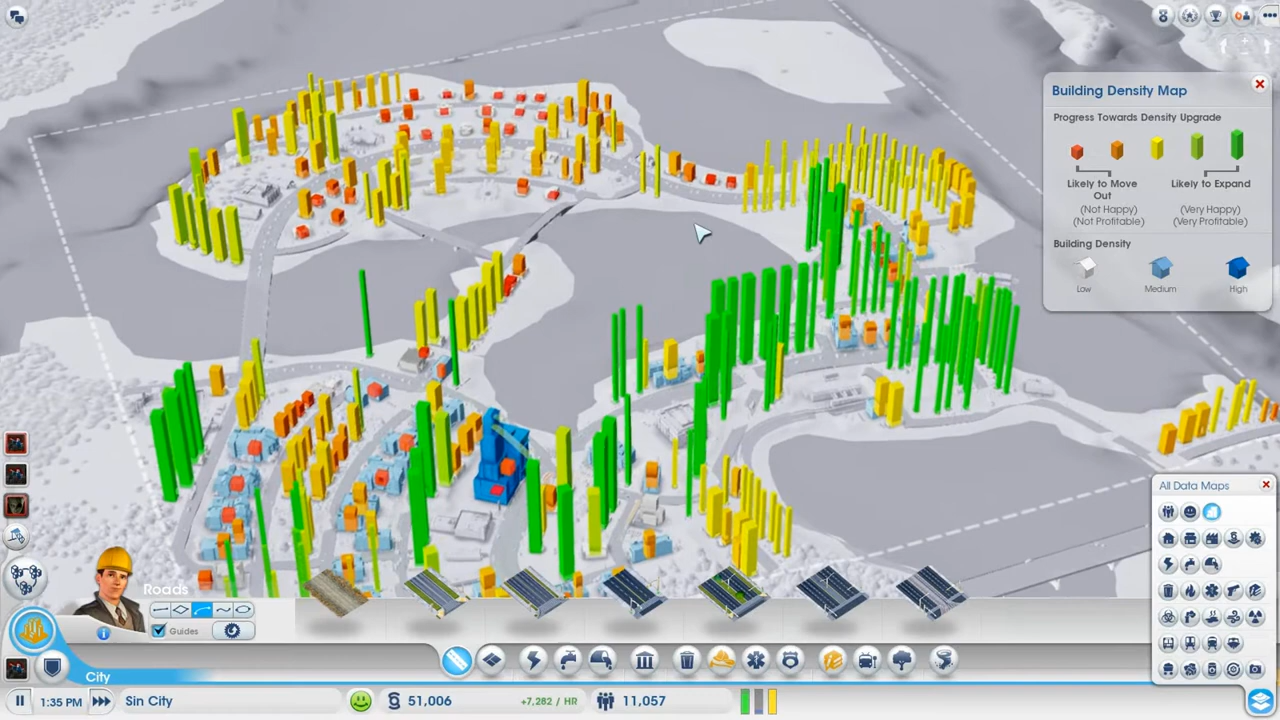 Building Density Map
Progress Towards Density Upgrade
Likely to Move Out
Likely to Expand
(Not Happy)
(Not Profitable)
(Very Happy)
(Very Profitable)
Building Density
Low
Medium
High
All Data Maps
Roads
Guides
City
1:35 PM
Sin City
51,006
+7,282 / HR
11,057